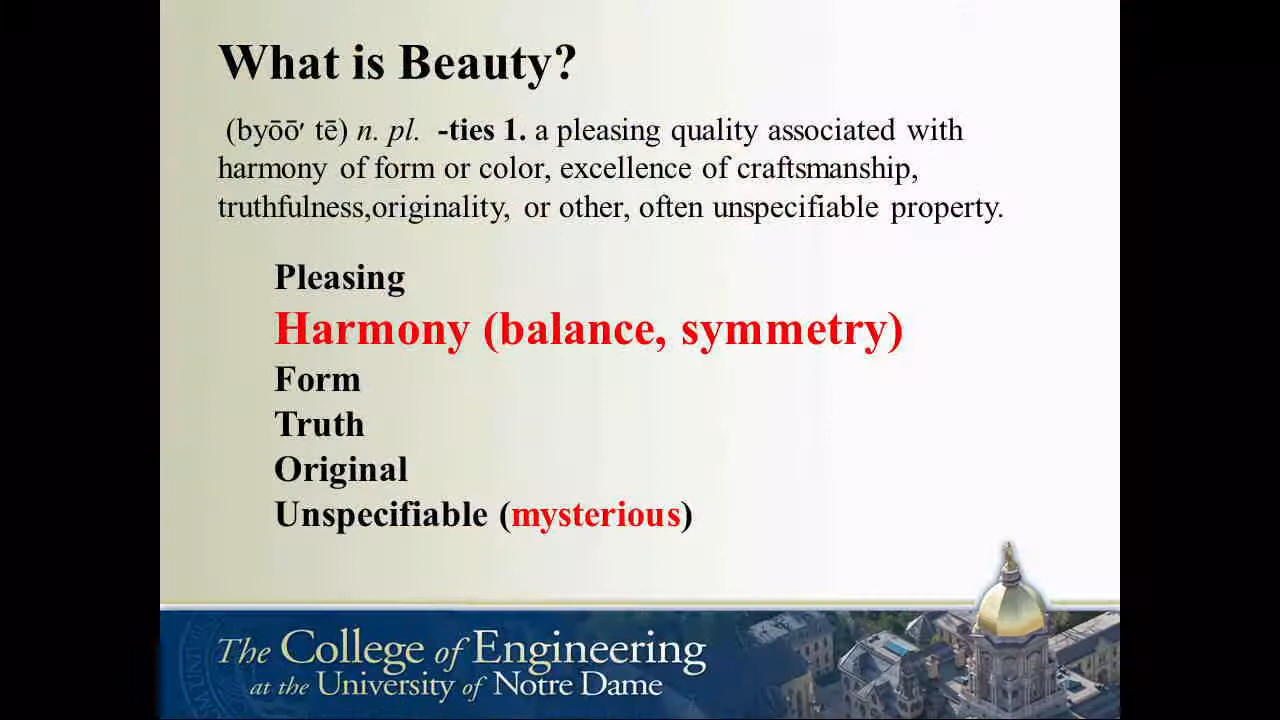 What is Beauty?
(byōō′ tē) n. pl. -ties 1. a pleasing quality associated with
harmony of form or color, excellence of craftsmanship,
truthfulness,originality, or other, often unspecifiable property.
Pleasing
Harmony (balance, symmetry)
Form
Truth
Original
Unspecifiable (mysterious)
The College of Engineering
at the University of Notre Dame